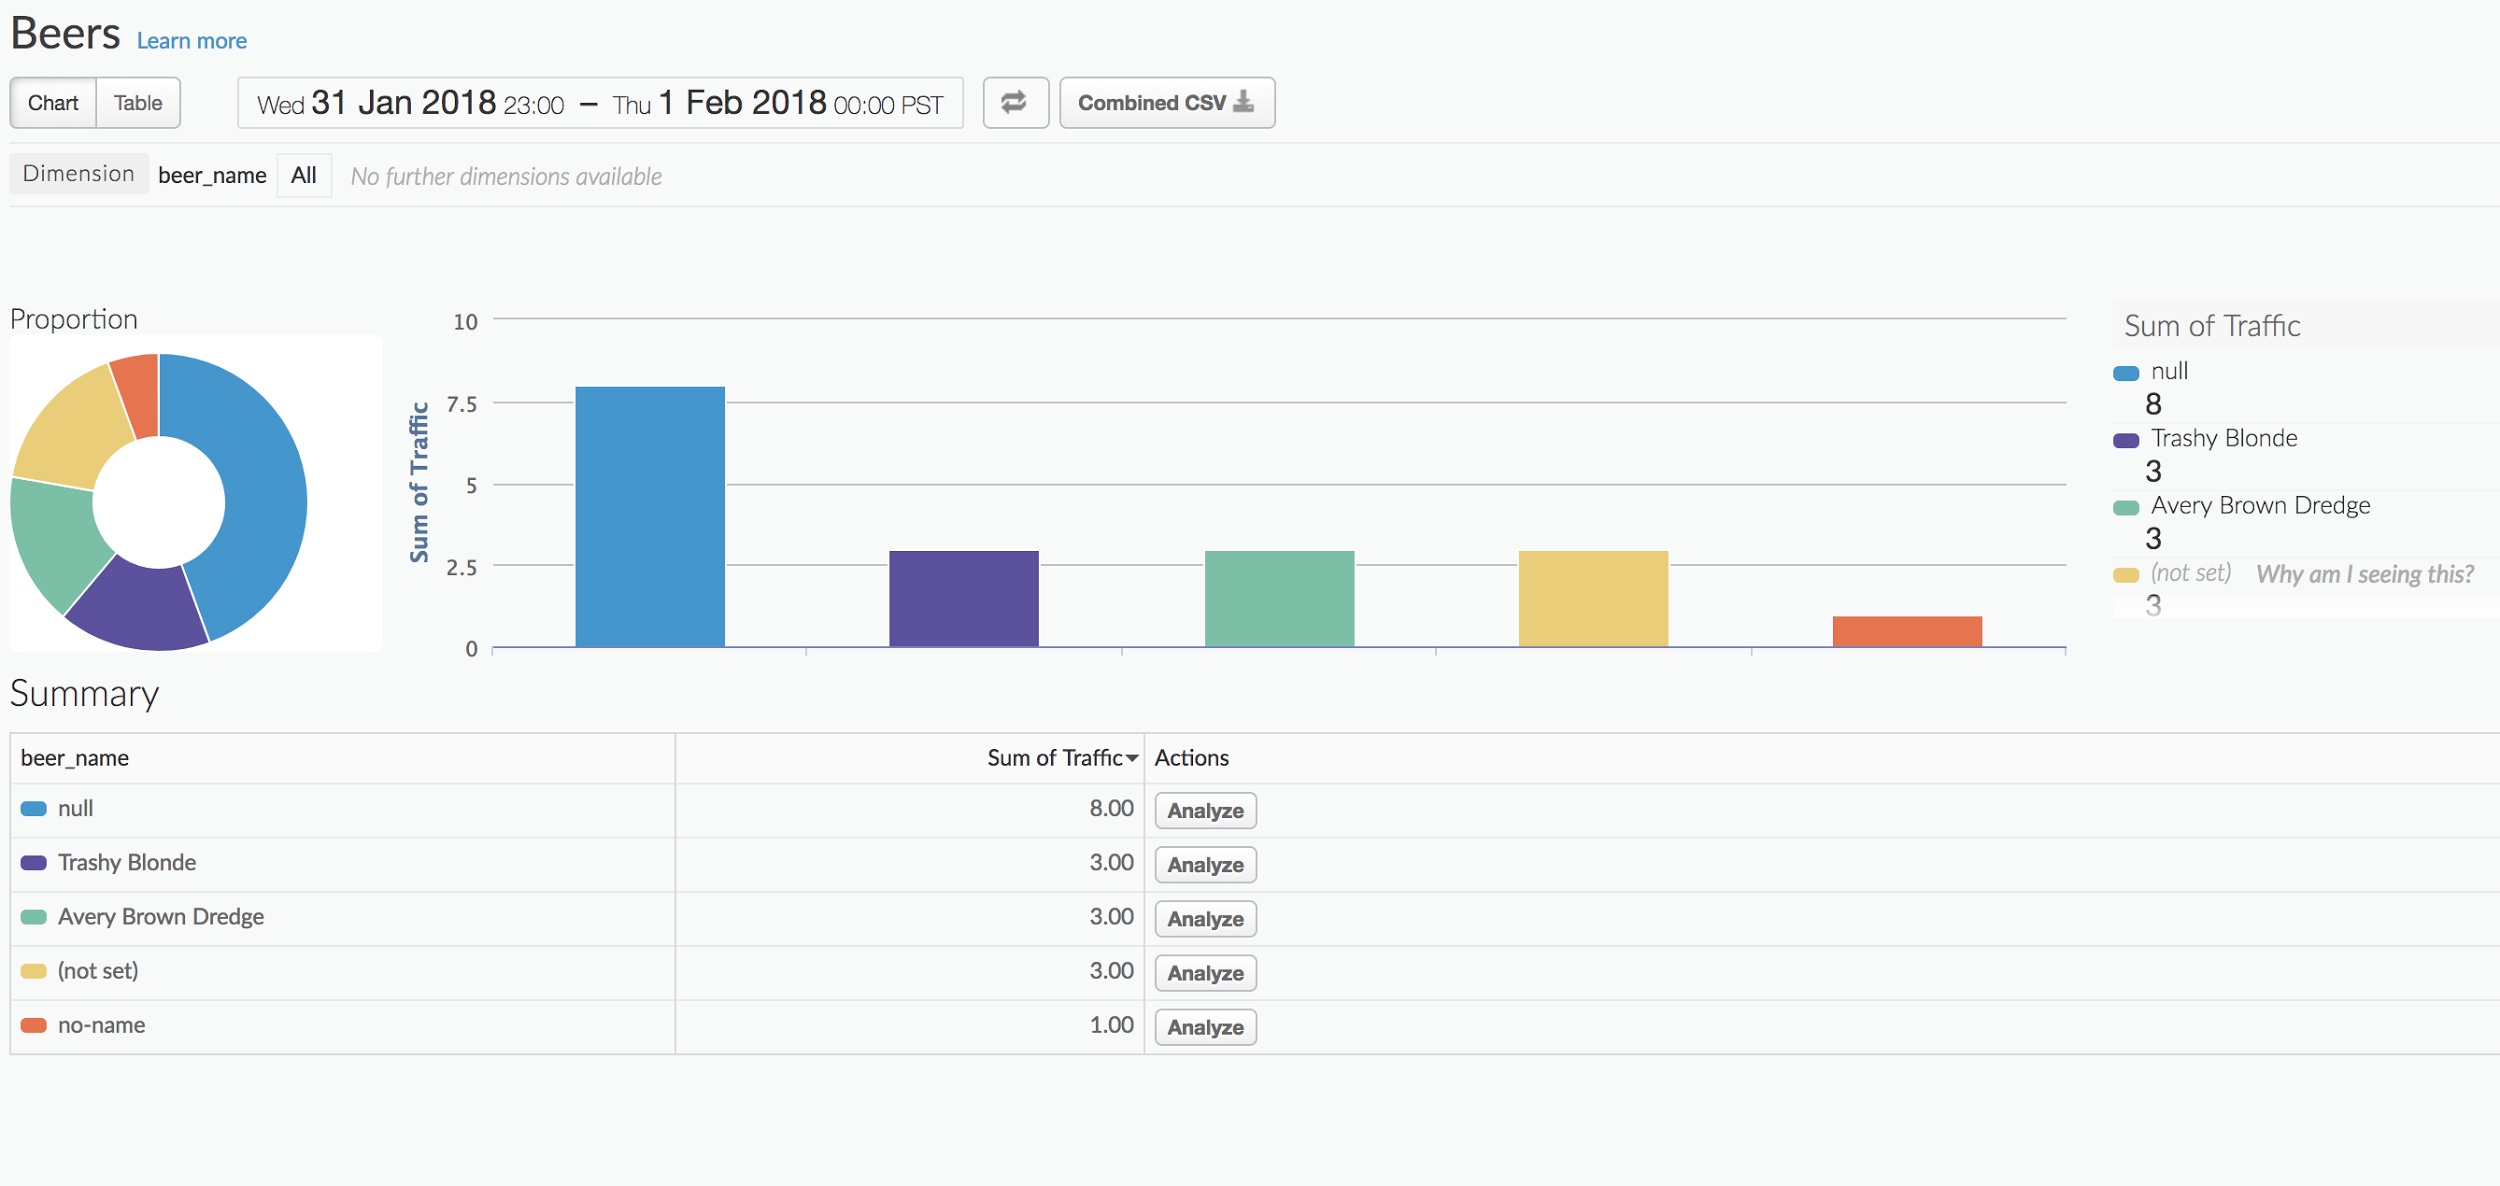 Beers Learn more
Chart Table Wed 31 Jan 2018 23:00 – Thu 1 Feb 2018 00:00 PST Combined CSV
Dimension beer_name All No further dimensions available
Proportion
Sum of Traffic
10
7.5
5
2.5
0
Sum of Traffic
null
8
Trashy Blonde
3
Avery Brown Dredge
3
(not set) Why am I seeing this?
3
Summary
beer_name Sum of Traffic Actions
null 8.00 Analyze
Trashy Blonde 3.00 Analyze
Avery Brown Dredge 3.00 Analyze
(not set) 3.00 Analyze
no-name 1.00 Analyze